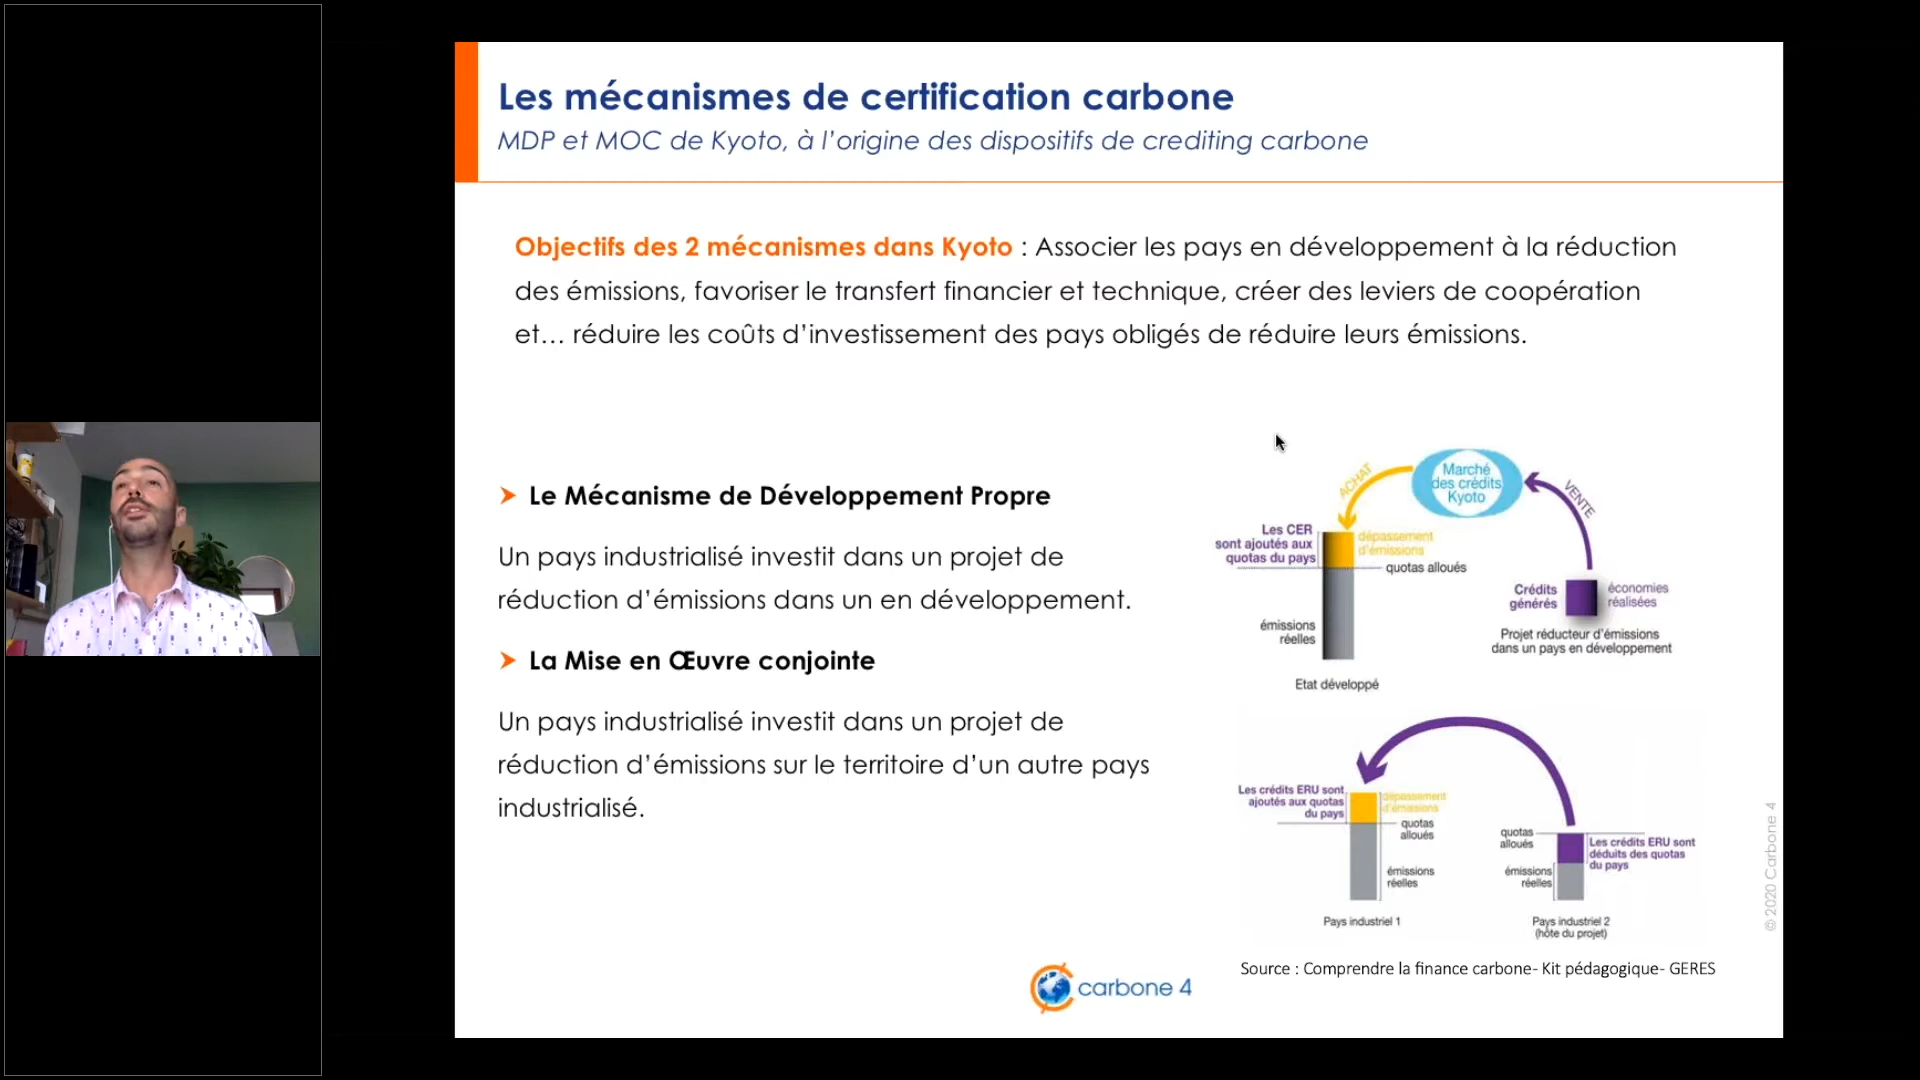 Les mécanismes de certification carbone
MDP et MOC de Kyoto, à l’origine des dispositifs de crediting carbone
Objectifs des 2 mécanismes dans Kyoto : Associer les pays en développement à la réduction
des émissions, favoriser le transfert financier et technique, créer des leviers de coopération
et… réduire les coûts d’investissement des pays obligés de réduire leurs émissions.
Le Mécanisme de Développement Propre
Un pays industrialisé investit dans un projet de
réduction d’émissions dans un en développement.
La Mise en Œuvre conjointe
Un pays industrialisé investit dans un projet de
réduction d’émissions sur le territoire d’un autre pays
industrialisé.
ACHAT
Marché
des crédits
Kyoto
VENTE
Les CER
sont ajoutés aux
quotas du pays
dépassement
d’émissions
quotas alloués
émissions
réelles
Etat développé
Crédits
générés
économies
réalisées
Projet réducteur d’émissions
dans un pays en développement
Les crédits ERU sont
ajoutés aux quotas
du pays
dépassement
d’émissions
quotas
alloués
émissions
réelles
Pays industriel 1
quotas
alloués
émissions
réelles
Les crédits ERU sont
déduits des quotas
du pays
Pays industriel 2
(hôte du projet)
Source : Comprendre la finance carbone- Kit pédagogique- GERES
carbone 4
© 2020 Carbone 4